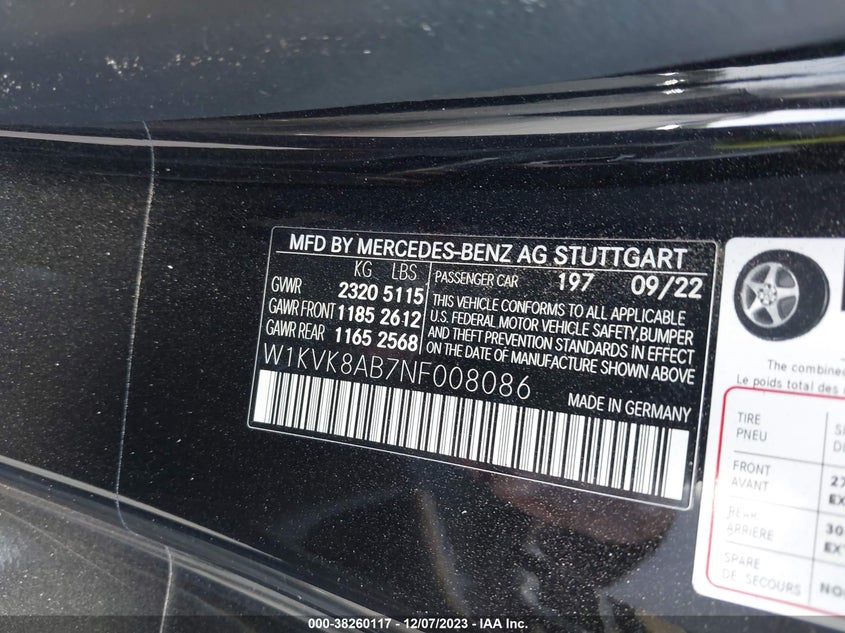 MFD BY MERCEDES-BENZ AG STUTTGART
KG LBS
GVWR 2320 5115
GAWR FRONT 1185 2612
GAWR REAR 1165 2568
PASSENGER CAR 197 09/22
THIS VEHICLE CONFORMS TO ALL APPLICABLE
U.S. FEDERAL MOTOR VEHICLE SAFETY, BUMPER
AND THEFT PREVENTION STANDARDS IN EFFECT
ON THE DATE OF MANUFACTURE SHOWN ABOVE
W1KVK8AB7NF008086
MADE IN GERMANY
The combined
Le poids total des
TIRE
PNEU
FRONT
AVANT
REAR
ARRIERE
SPARE
DE SECOURS
000-38260117 - 12/07/2023 - IAA Inc.